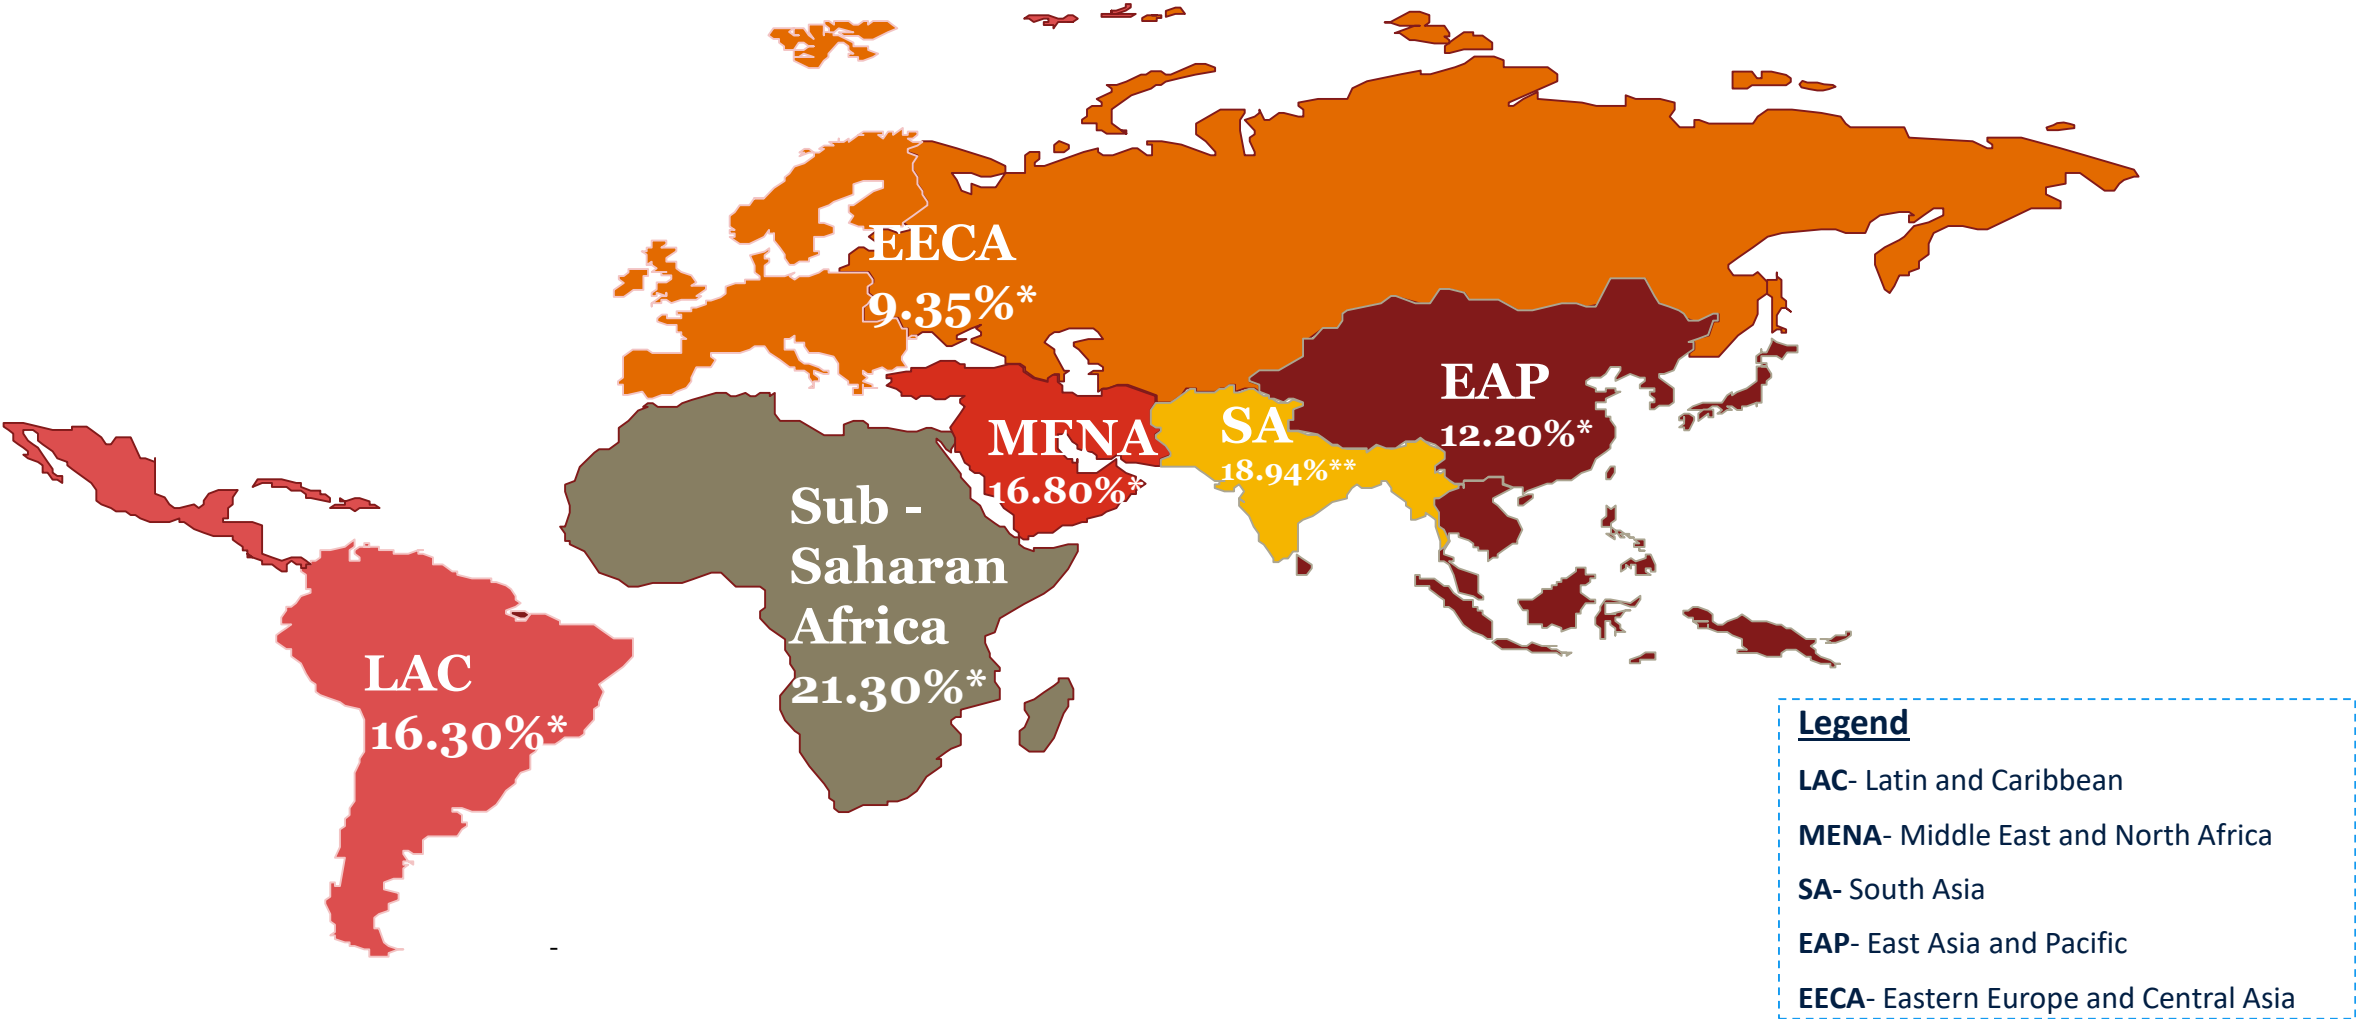 EECA
9.35%*
EAP
12.20%*
SA
18.94%**
MENA
16.80%*
Sub -
Saharan
Africa
21.30%*
LAC
16.30%*
-
Legend
LAC- Latin and Caribbean
MENA- Middle East and North Africa
SA- South Asia
EAP- East Asia and Pacific
EECA- Eastern Europe and Central Asia